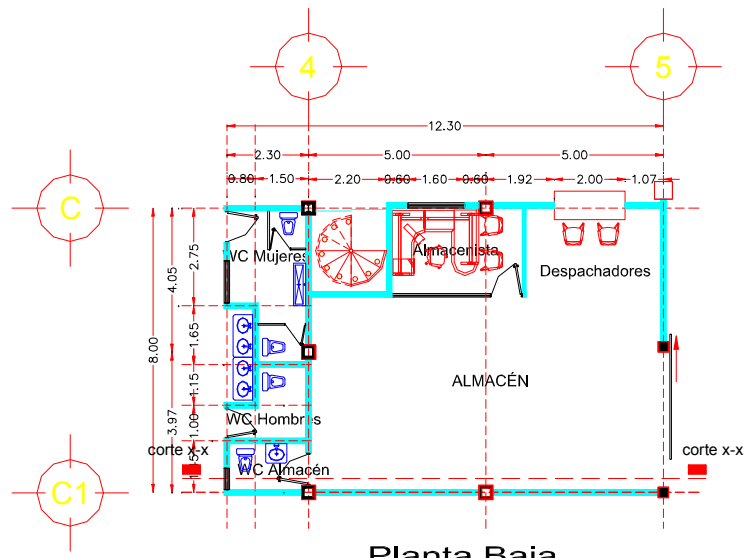 4
5
12.30
2.30
5.00
5.00
0.80
1.50
2.20
0.60
1.60
0.60
1.92
2.00
1.07
C
WC Mujeres
Almacenista
Despachadores
2.75
4.05
8.00
1.65
1.15
ALMACÉN
3.97
1.00
WC Hombres
corte x-x
corte x-x
WC Almacén
C1
Planta Baja